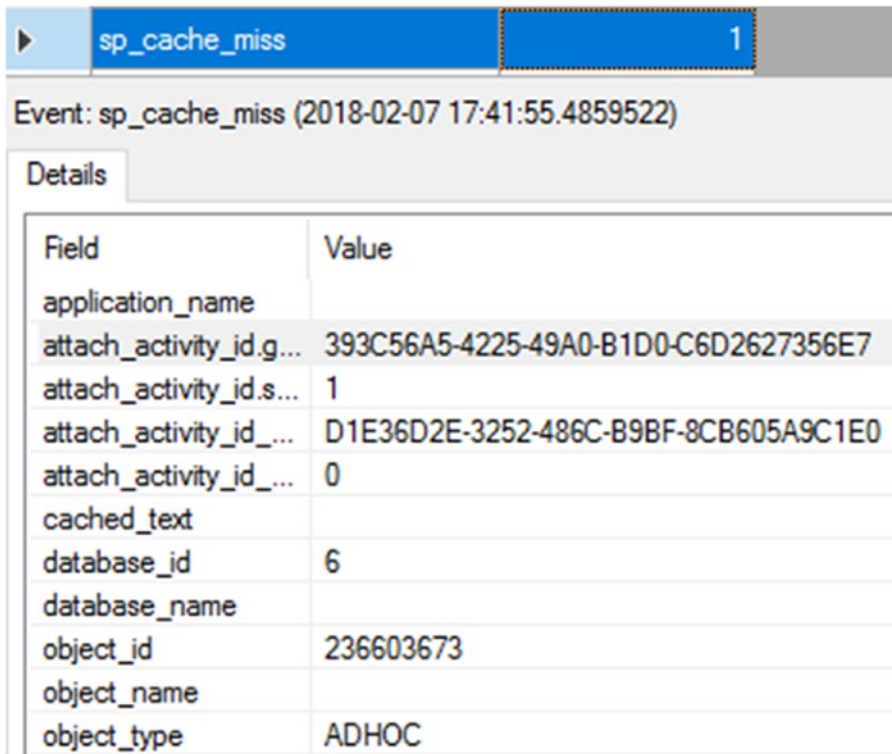 sp_cache_miss 1
Event: sp_cache_miss (2018-02-07 17:41:55.4859522)
Details
Field Value
application_name
attach_activity_id.g... 393C56A5-4225-49A0-B1D0-C6D2627356E7
attach_activity_id.s... 1
attach_activity_id_... D1E36D2E-3252-486C-B9BF-8CB605A9C1E0
attach_activity_id_... 0
cached_text
database_id 6
database_name
object_id 236603673
object_name
object_type ADHOC